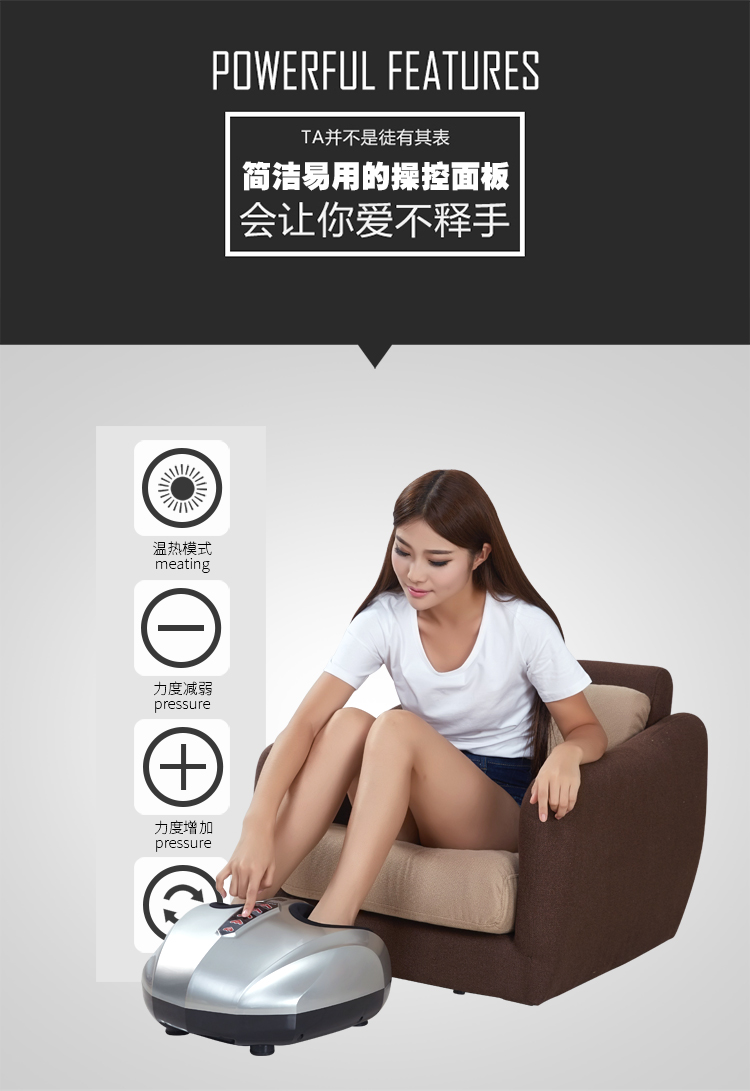 POWERFUL FEATURES
TA并不是徒有其表
简洁易用的操控面板
会让你爱不释手
温热模式
meating
力度减弱
pressure
力度增加
pressure